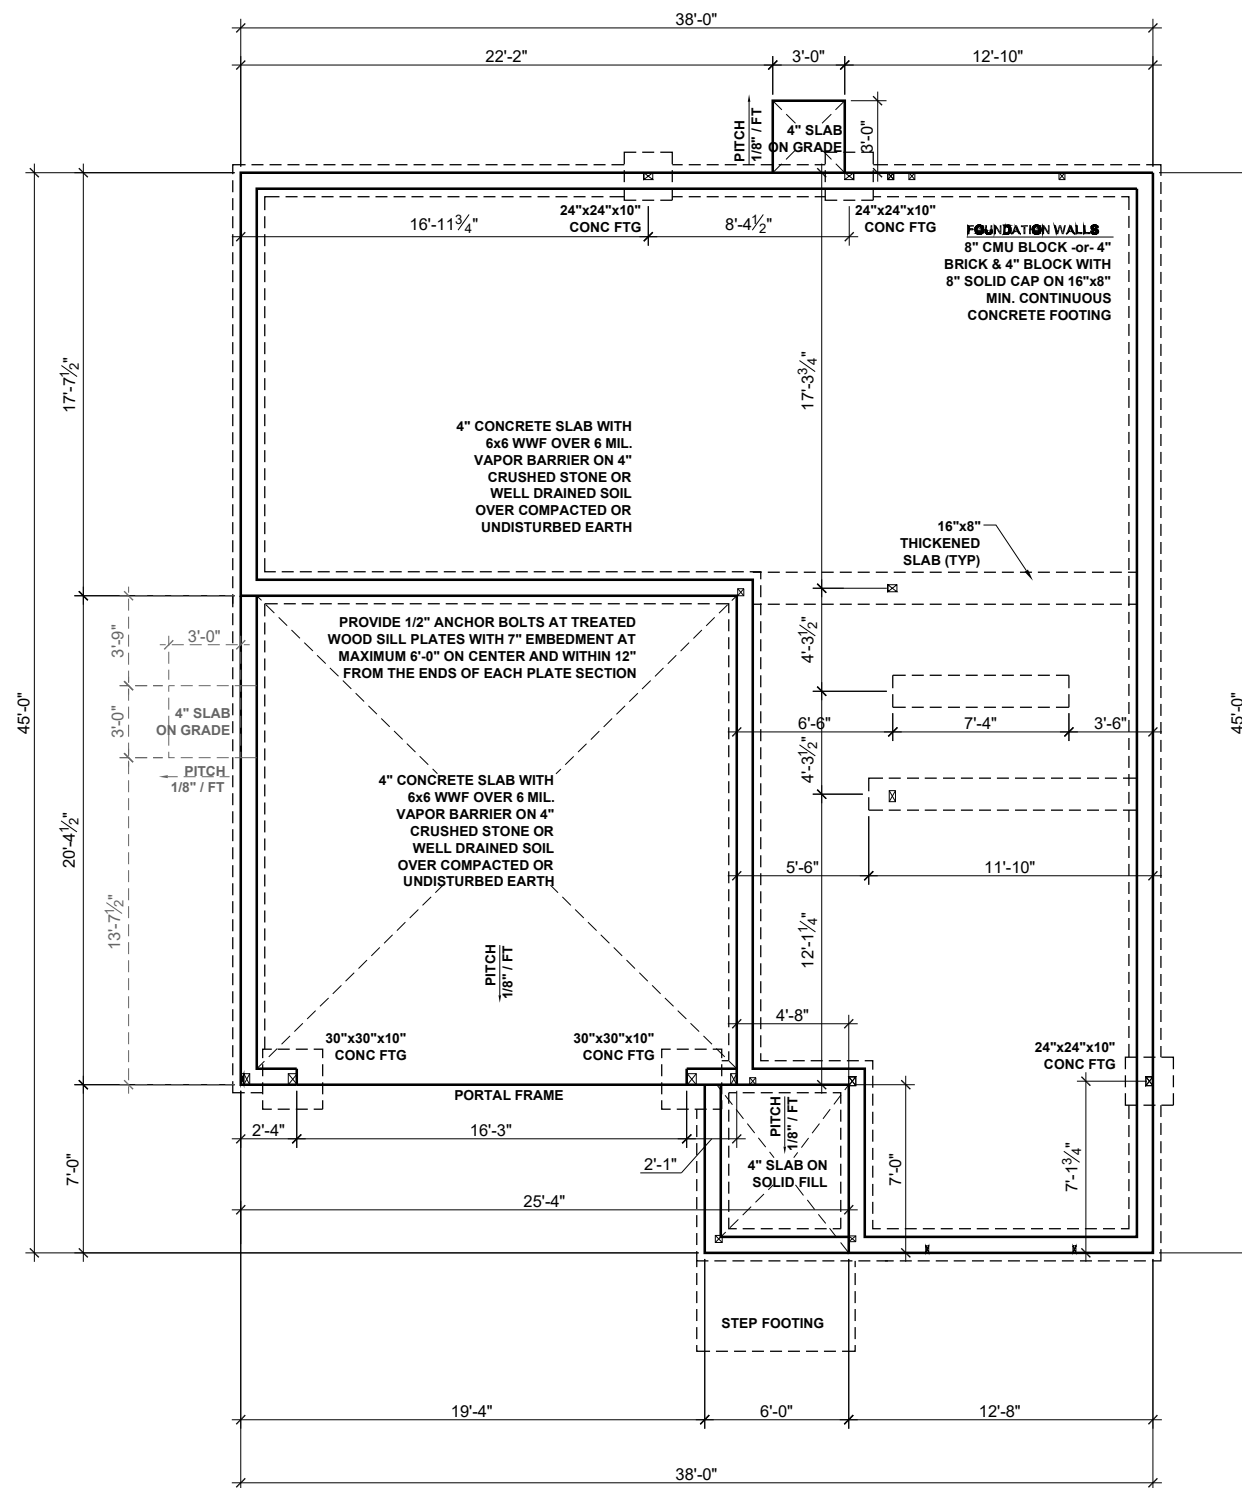 38'-0"
22'-2"
3'-0"
12'-10"
PITCH
1/8" / FT
4" SLAB
ON GRADE
3'-0"
16'-11¾"
24"x24"x10"
CONC FTG
8'-4½"
24"x24"x10"
CONC FTG
FOUNDATION WALLS
8" CMU BLOCK -or- 4"
BRICK & 4" BLOCK WITH
8" SOLID CAP ON 16"x8"
MIN. CONTINUOUS
CONCRETE FOOTING
17'-7½"
17'-3¾"
4" CONCRETE SLAB WITH
6x6 WWF OVER 6 MIL.
VAPOR BARRIER ON 4"
CRUSHED STONE OR
WELL DRAINED SOIL
OVER COMPACTED OR
UNDISTURBED EARTH
16"x8"
THICKENED
SLAB (TYP)
PROVIDE 1/2" ANCHOR BOLTS AT TREATED
WOOD SILL PLATES WITH 7" EMBEDMENT AT
MAXIMUM 6'-0" ON CENTER AND WITHIN 12"
FROM THE ENDS OF EACH PLATE SECTION
3'-9"
3'-0"
4'-3½"
45'-0"
3'-0"
4" SLAB
ON GRADE
PITCH
1/8" / FT
6'-6"
7'-4"
3'-6"
45'-0"
4'-3½"
4" CONCRETE SLAB WITH
6x6 WWF OVER 6 MIL.
VAPOR BARRIER ON 4"
CRUSHED STONE OR
WELL DRAINED SOIL
OVER COMPACTED OR
UNDISTURBED EARTH
20'-4½"
13'-7½"
5'-6"
11'-10"
12'-1¼"
PITCH
1/8" / FT
4'-8"
30"x30"x10"
CONC FTG
30"x30"x10"
CONC FTG
24"x24"x10"
CONC FTG
PORTAL FRAME
PITCH
1/8" / FT
2'-4"
16'-3"
2'-1"
4" SLAB ON
SOLID FILL
7'-0"
7'-0"
7'-1¾"
25'-4"
STEP FOOTING
19'-4"
6'-0"
12'-8"
38'-0"